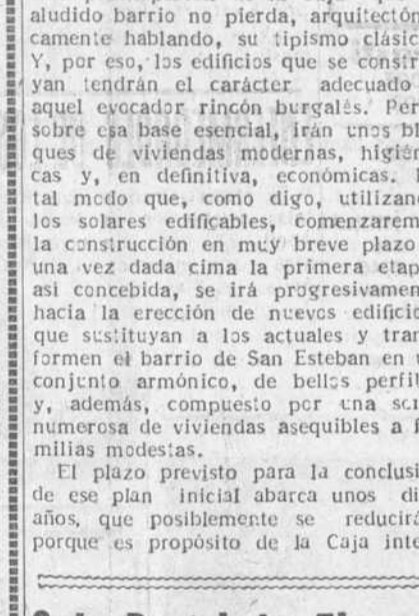 aludido barrio no pierda, arquitectón
camente hablando, su tipismo clásic
Y, por eso, los edificios que se constr
yan tendrán el carácter adecuado
aquel evocador rincón burgalés. Per
sobre esa base esencial, irán unos bl
ques de viviendas modernas, higién
cas y, en definitiva, económicas.
tal modo que, como digo, utilizand
los solares edificables, comenzarem
la construcción en muy breve plazo
una vez dada cima la primera etap
así concebida, se irá progresivamen
hacia la erección de nuevos edificio
que sustituyan a los actuales y tran
formen el barrio de San Esteban en u
conjunto armónico, de bellos perfil
y, además, compuesto por una
numerosa de viviendas asequibles a f
milias modestas.
El plazo previsto para la conclusi
de ese plan inicial abarca unos di
años, que posiblemente se reducirá
porque es propósito de la Caja inte